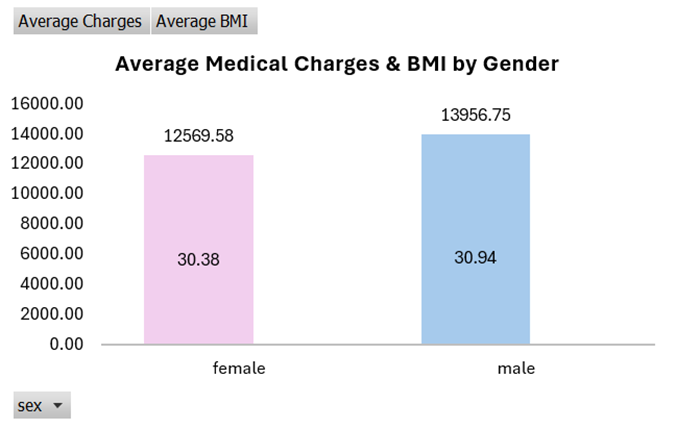 Average Charges Average BMI
Average Medical Charges & BMI by Gender
16000.00
14000.00
12000.00
10000.00
8000.00
6000.00
4000.00
2000.00
0.00
12569.58
13956.75
30.38
30.94
female
male
sex